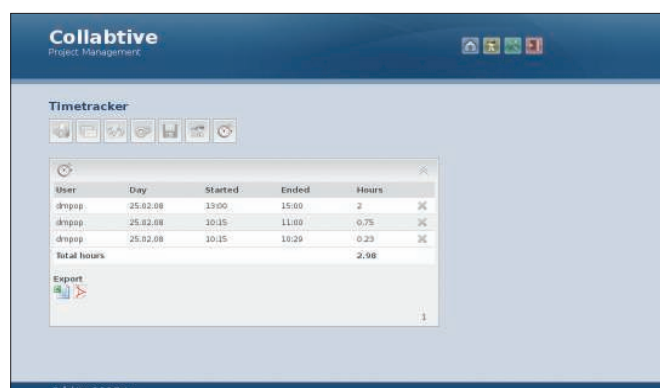 Collabtive
Project Management
Timetracker
User Day Started Ended Hours
dmpop 25.02.08 13:00 15:00 2
dmpop 25.02.08 10:15 11:00 0.75
dmpop 25.02.08 10:15 10:29 0.23
Total hours 2.98
Export
1